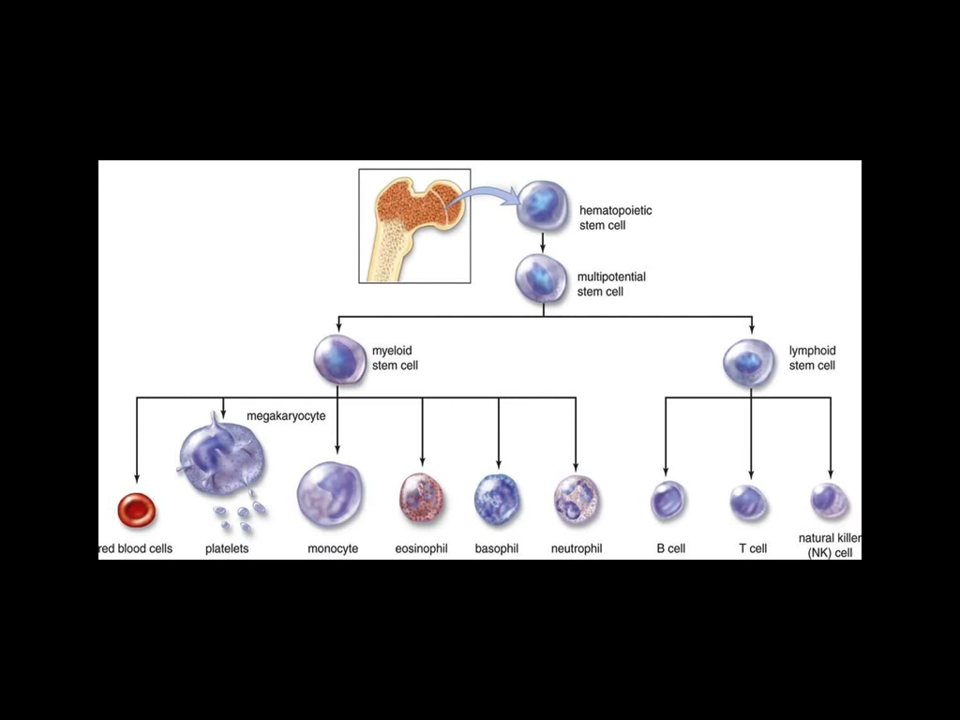 hematopoietic
stem cell
multipotential
stem cell
myeloid
stem cell
lymphoid
stem cell
megakaryocyte
red blood cells
platelets
monocyte
eosinophil
basophil
neutrophil
B cell
T cell
natural killer
(NK) cell